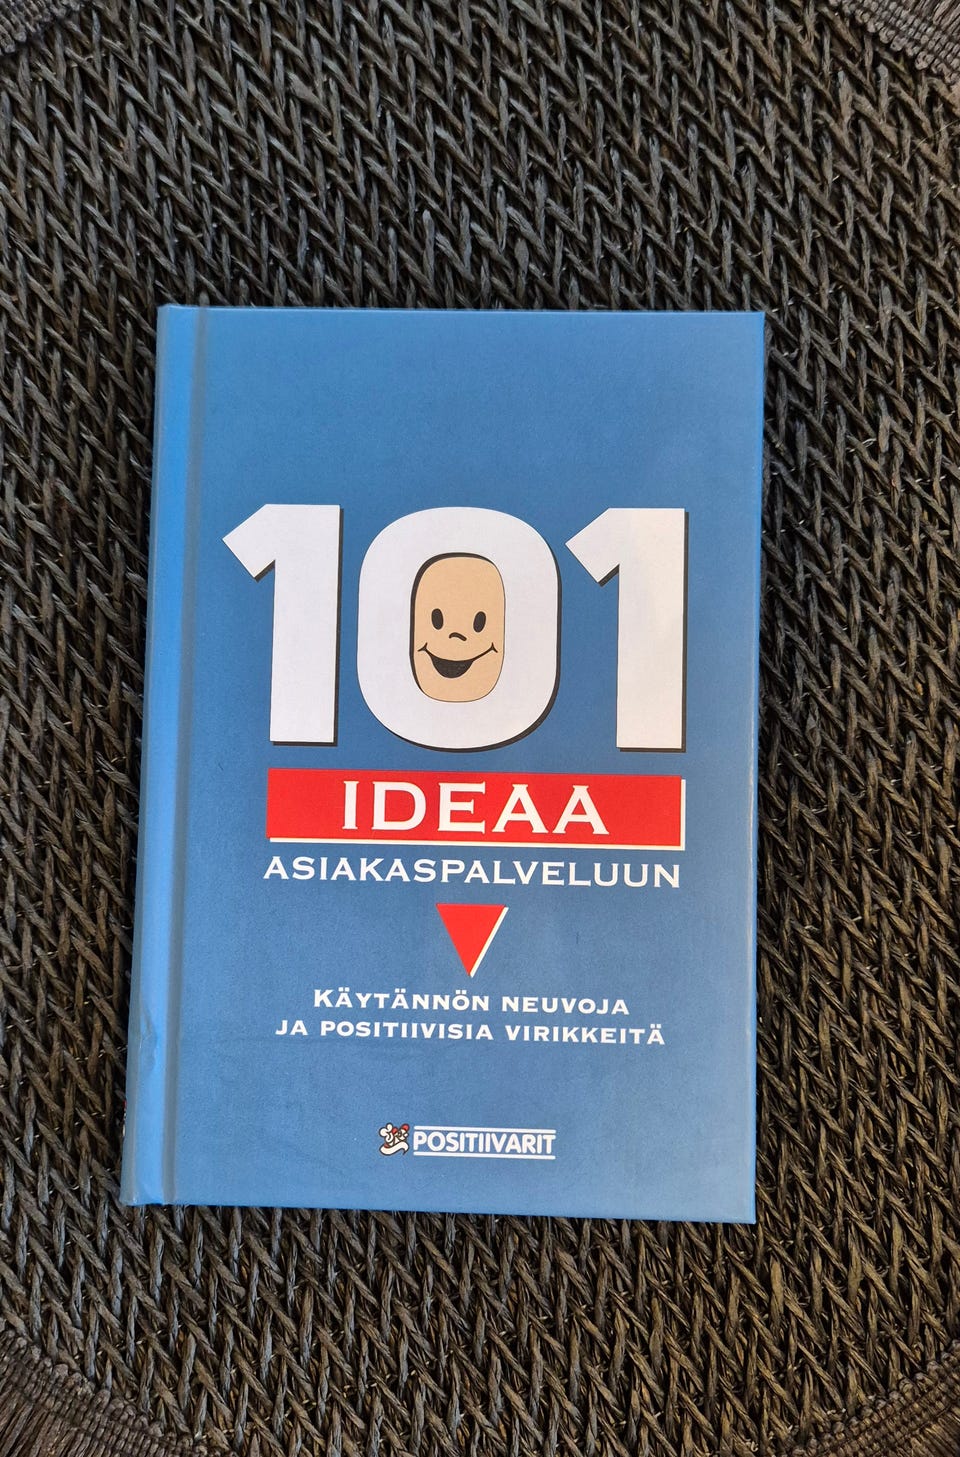 101
IDEAA
ASIAKASPALVELUUN
KÄYTÄNNÖN NEUVOJA
JA POSITIIVISIA VIRIKKEITÄ
POSITIIVARIT